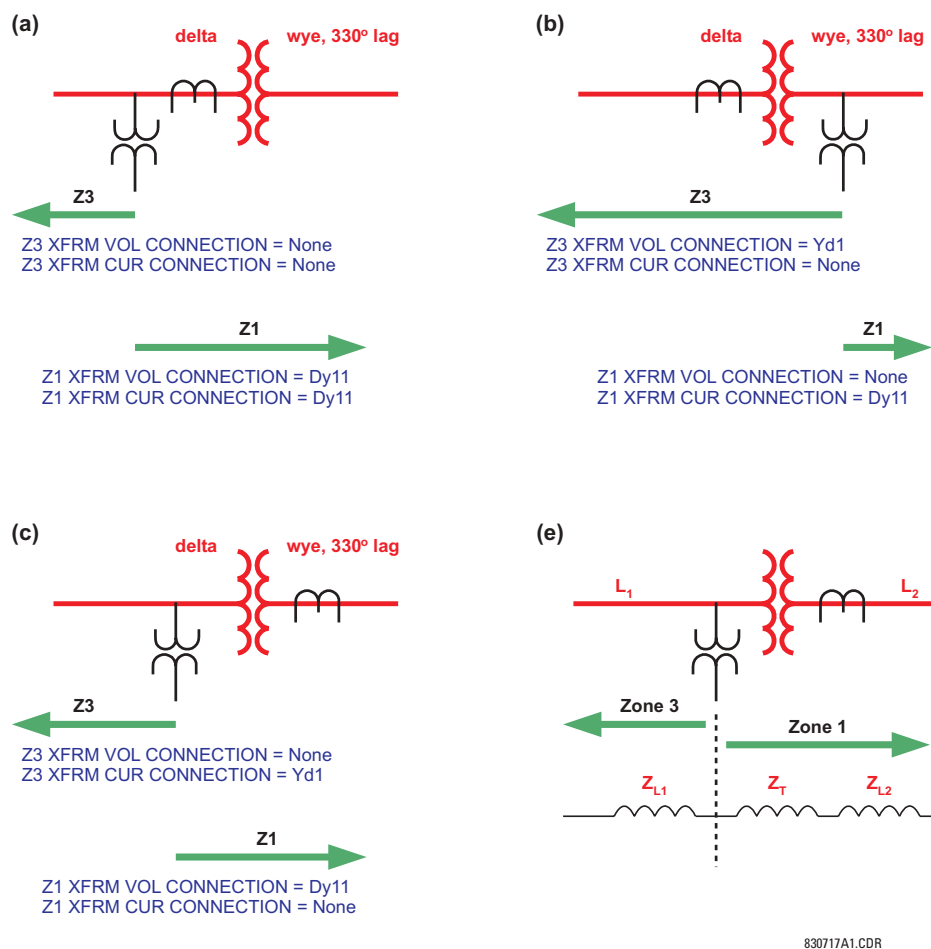 (a)
delta
wye, 330º lag
Z3
Z3 XFRM VOL CONNECTION = None
Z3 XFRM CUR CONNECTION = None
Z1
Z1 XFRM VOL CONNECTION = Dy11
Z1 XFRM CUR CONNECTION = Dy11
(b)
delta
wye, 330º lag
Z3
Z3 XFRM VOL CONNECTION = Yd1
Z3 XFRM CUR CONNECTION = None
Z1
Z1 XFRM VOL CONNECTION = None
Z1 XFRM CUR CONNECTION = Dy11
(c)
delta
wye, 330º lag
Z3
Z3 XFRM VOL CONNECTION = None
Z3 XFRM CUR CONNECTION = Yd1
Z1
Z1 XFRM VOL CONNECTION = Dy11
Z1 XFRM CUR CONNECTION = None
(e)
L1
L2
Zone 3
Zone 1
ZL1
ZT
ZL2
830717A1.CDR